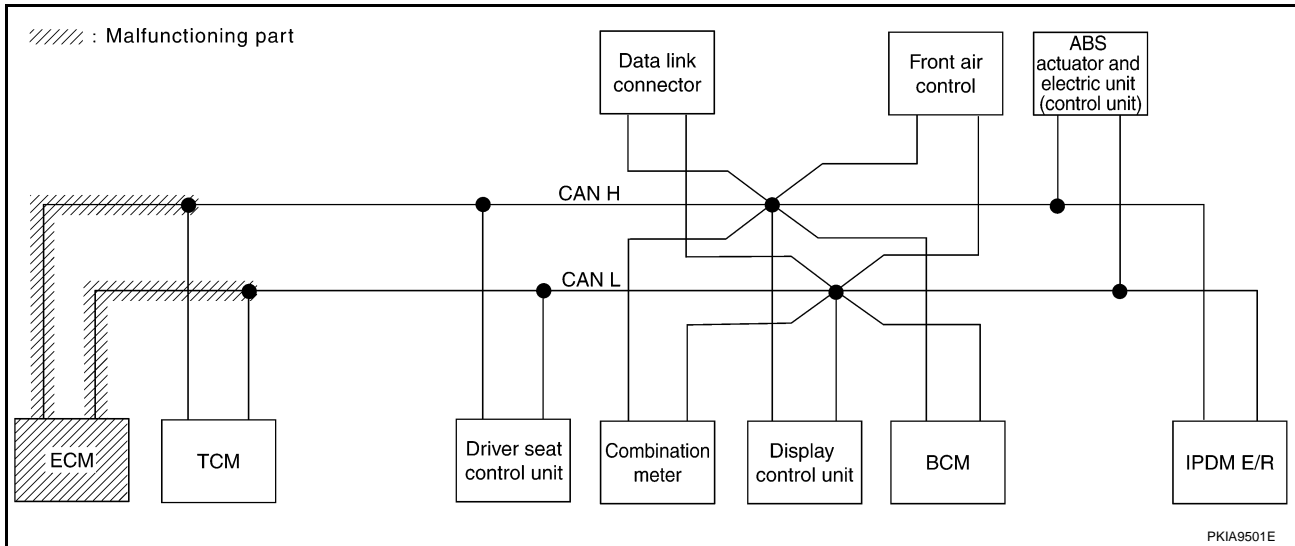 : Malfunctioning part
Data link
connector
Front air
control
ABS
actuator and
electric unit
(control unit)
CAN H
CAN L
ECM
TCM
Driver seat
control unit
Combination
meter
Display
control unit
BCM
IPDM E/R
PKIA9501E